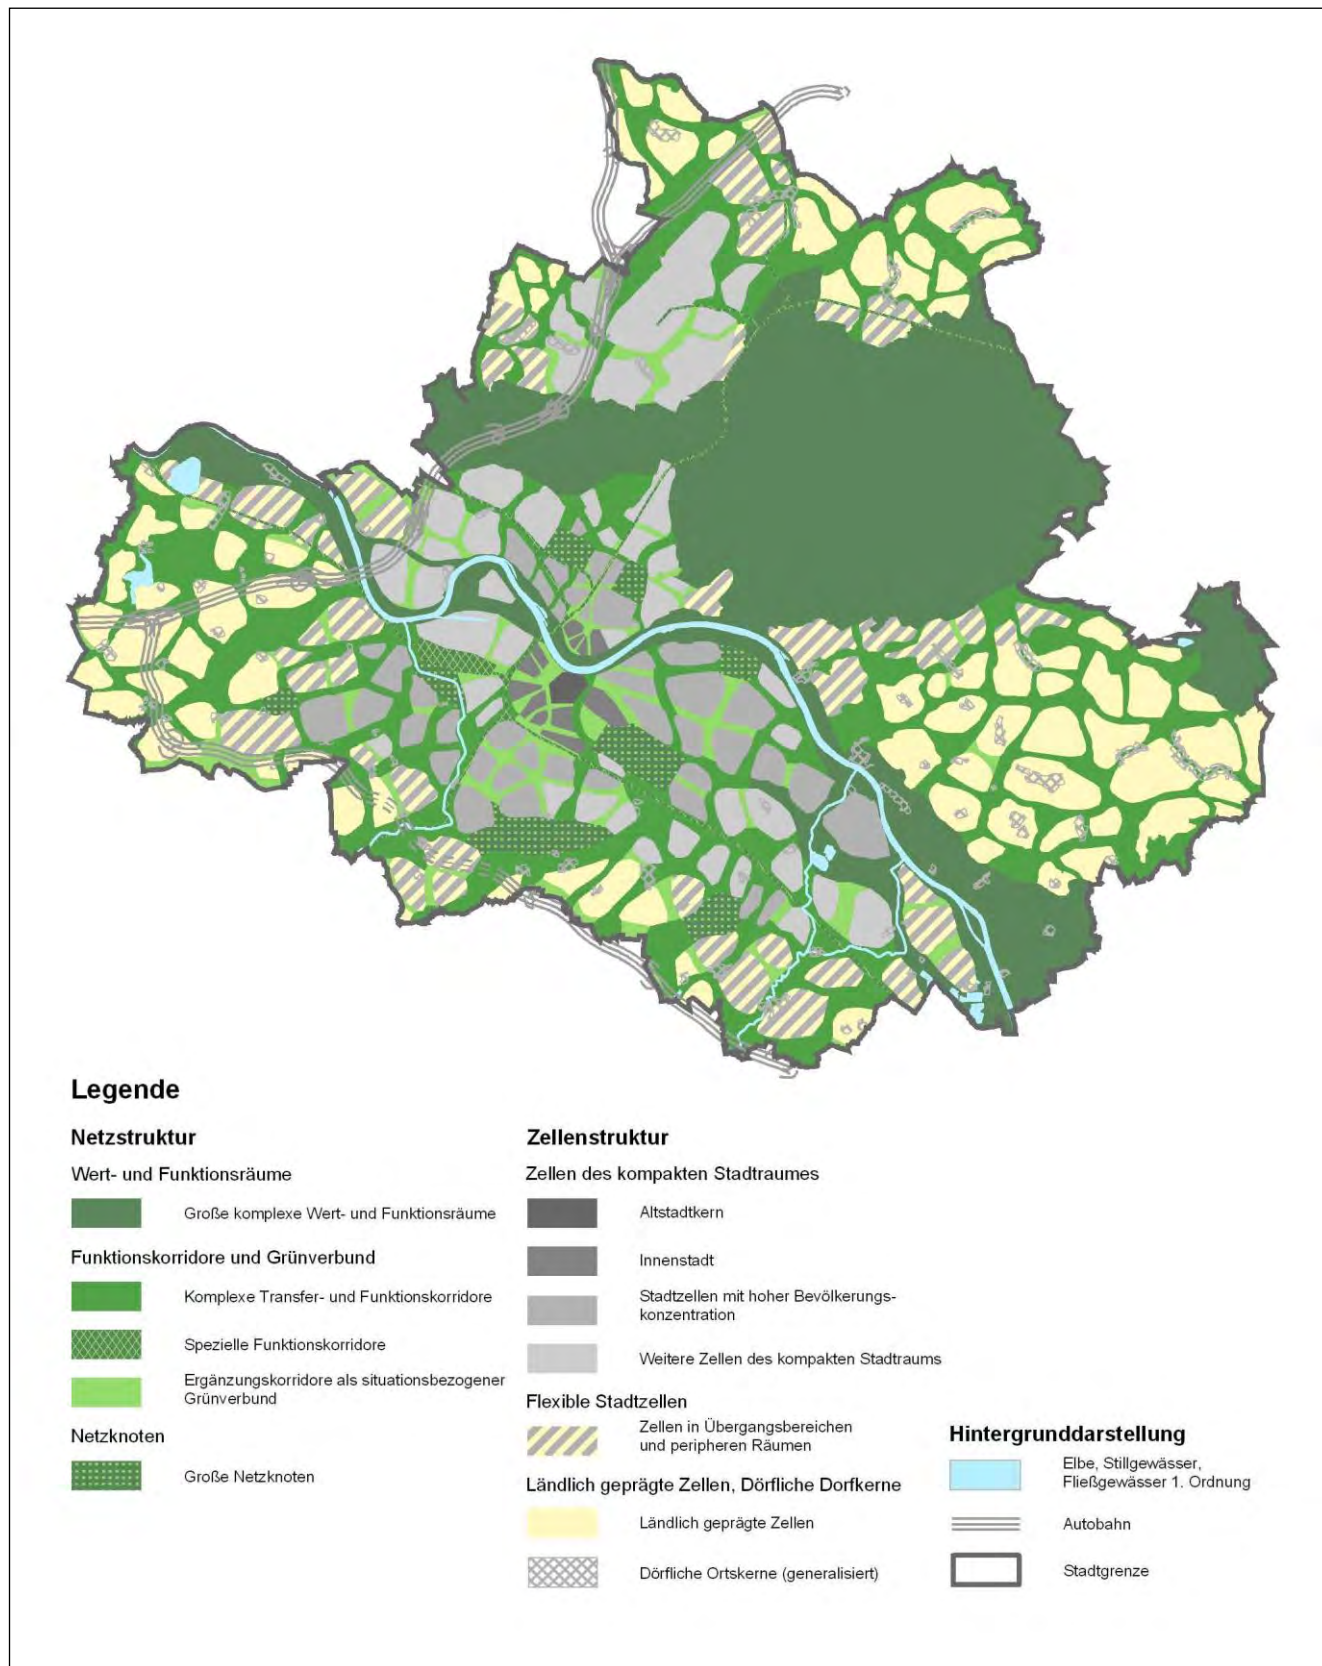 Legende
Netzstruktur
Wert- und Funktionsräume
Große komplexe Wert- und Funktionsräume
Funktionskorridore und Grünverbund
Komplexe Transfer- und Funktionskorridore
Spezielle Funktionskorridore
Ergänzungskorridore als situationsbezogener
Grünverbund
Netzknoten
Große Netzknoten
Zellenstruktur
Zellen des kompakten Stadtraumes
Altstadtkern
Innenstadt
Stadtzellen mit hoher Bevölkerungs-
konzentration
Weitere Zellen des kompakten Stadtraums
Flexible Stadtzellen
Zellen in Übergangsbereichen
und peripheren Räumen
Ländlich geprägte Zellen, Dörfliche Dorfkerne
Ländlich geprägte Zellen
Dörfliche Ortskerne (generalisiert)
Hintergrunddarstellung
Elbe, Stillgewässer,
Fließgewässer 1. Ordnung
Autobahn
Stadtgrenze